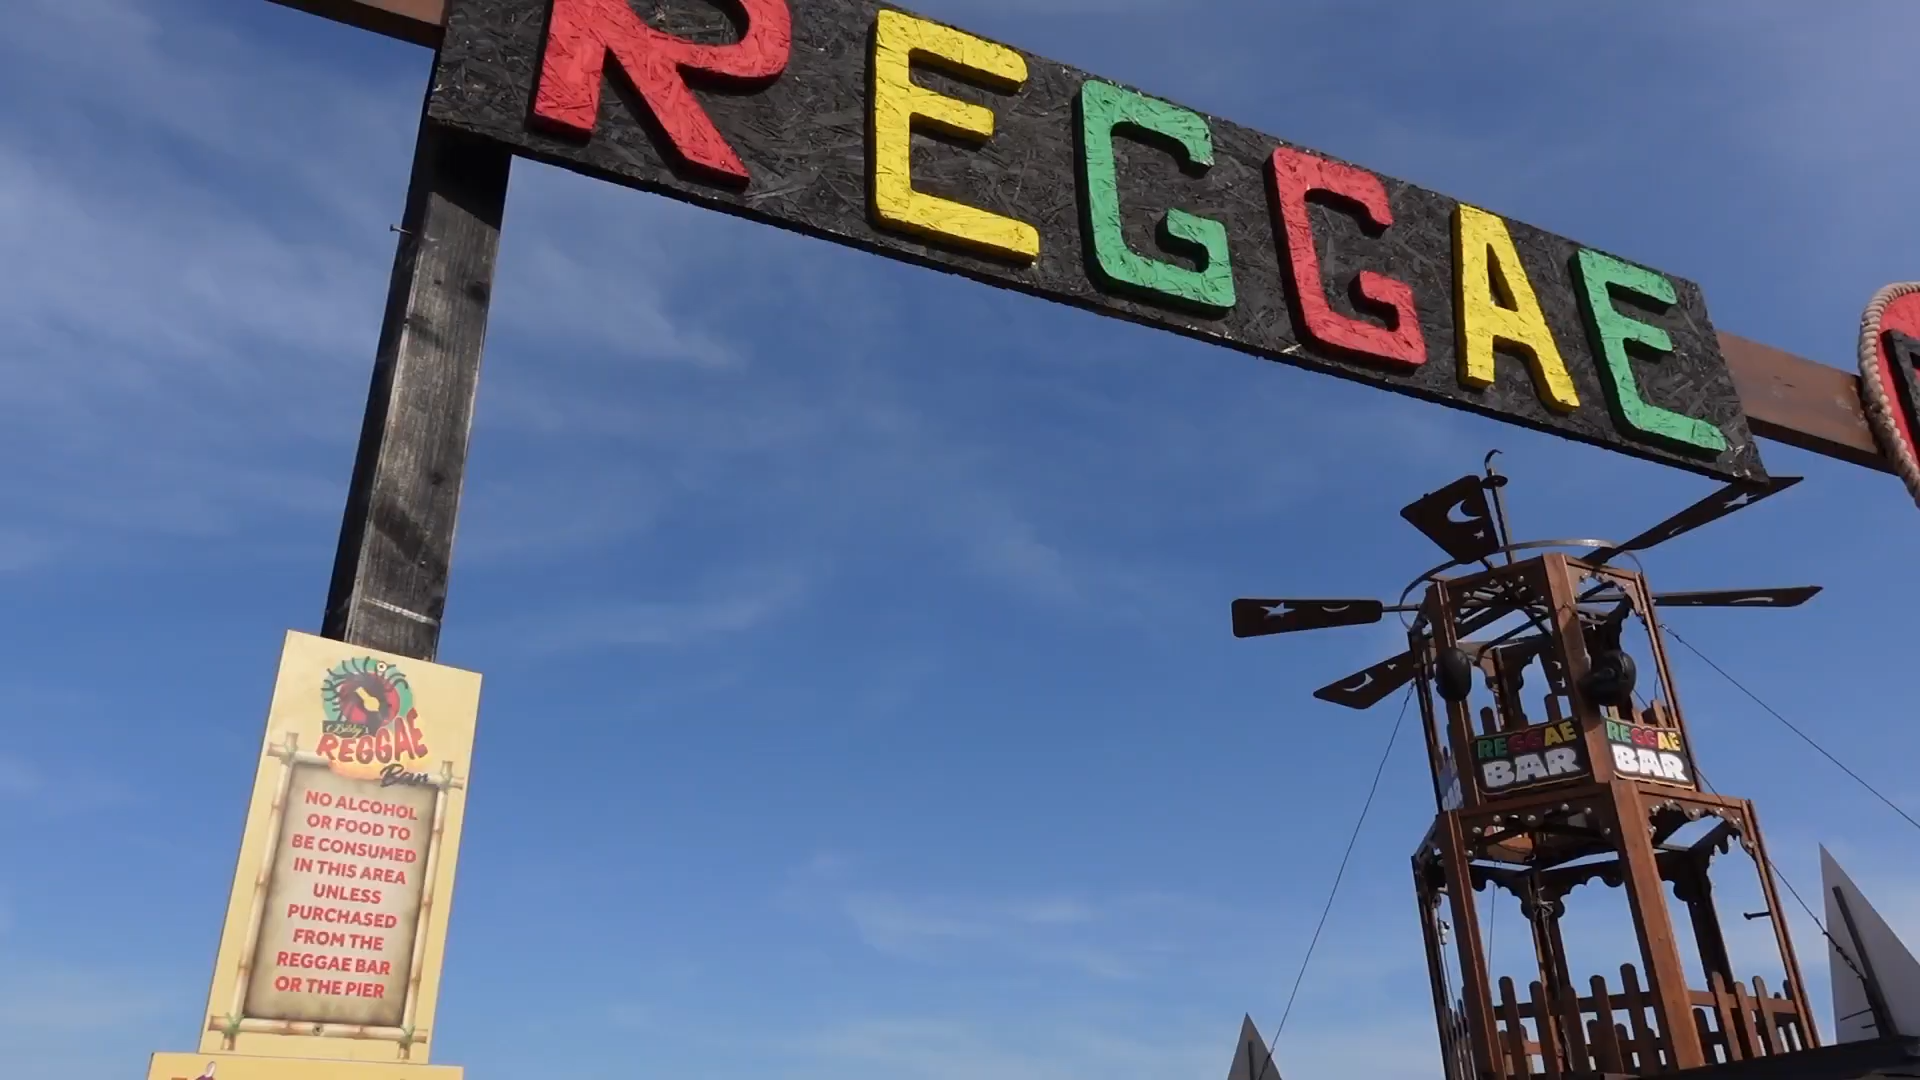 REGGAE
REGGAE
BAR
REGGAE
BAR
REGGAE
Bar
NO ALCOHOL
OR FOOD TO
BE CONSUMED
IN THIS AREA
UNLESS
PURCHASED
FROM THE
REGGAE BAR
OR THE PIER